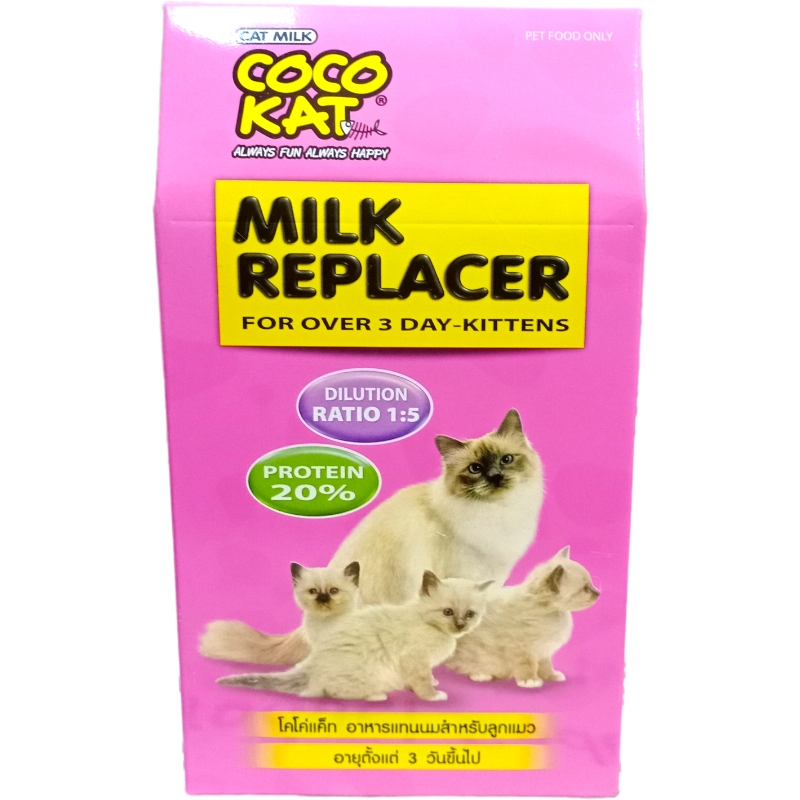 CAT MILK
PET FOOD ONLY
COCO
KAT®
ALWAYS FUN ALWAYS HAPPY
MILK
REPLACER
FOR OVER 3 DAY-KITTENS
DILUTION
RATIO 1:5
PROTEIN
20%
โคโค่แค็ท อาหารแทนนมสำหรับลูกแมว
อายุตั้งแต่ 3 วันขึ้นไป